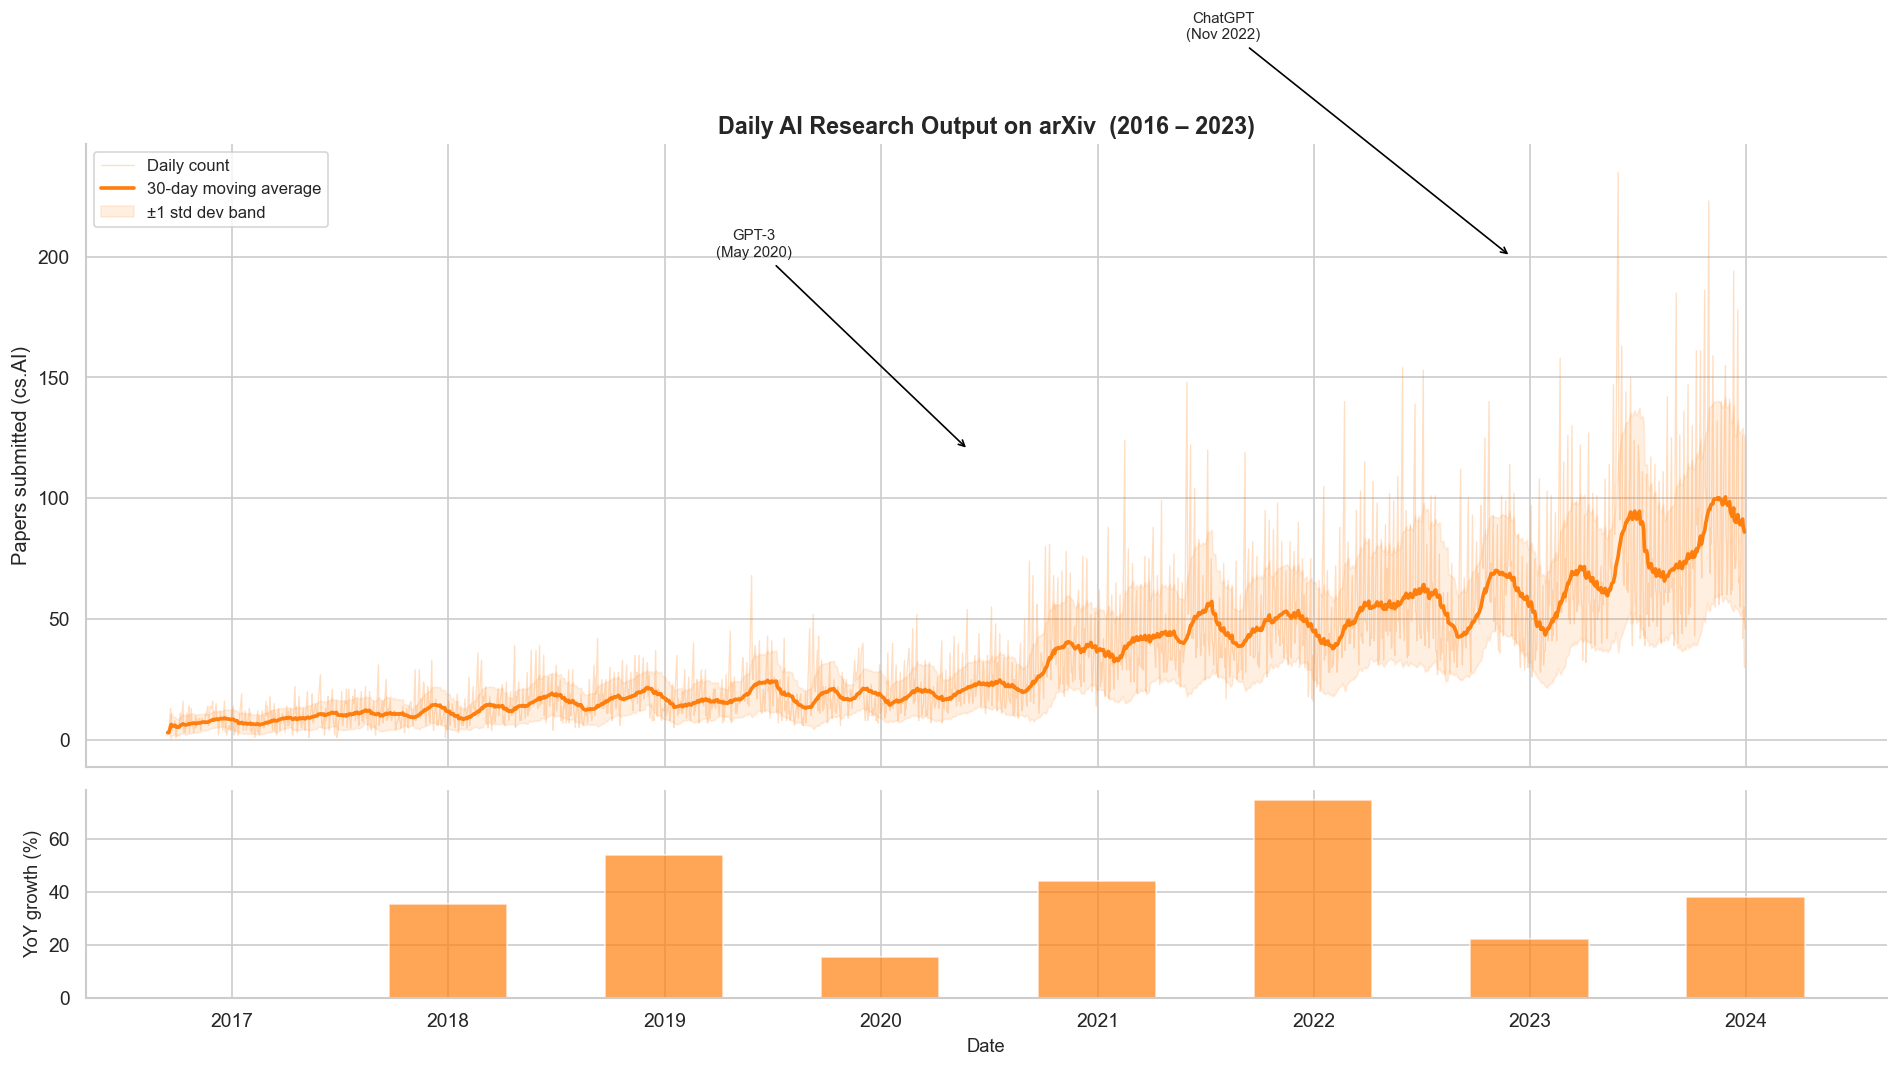 ChatGPT
(Nov 2022)
Daily AI Research Output on arXiv  (2016 – 2023)
Daily count
30-day moving average
±1 std dev band
GPT-3
(May 2020)
Papers submitted (cs.AI)
200
150
100
50
0
YoY growth (%)
60
40
20
0
2017 2018 2019 2020 2021 2022 2023 2024
Date